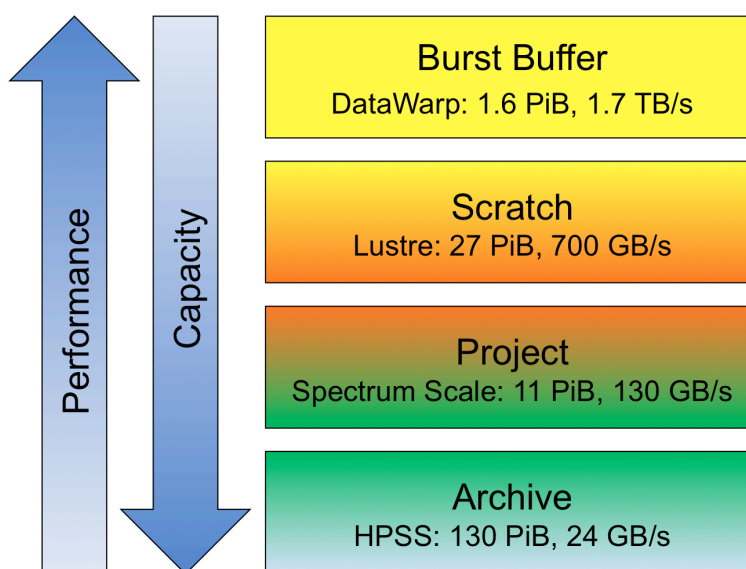 Performance
Capacity
Burst Buffer
DataWarp: 1.6 PiB, 1.7 TB/s
Scratch
Lustre: 27 PiB, 700 GB/s
Project
Spectrum Scale: 11 PiB, 130 GB/s
Archive
HPSS: 130 PiB, 24 GB/s